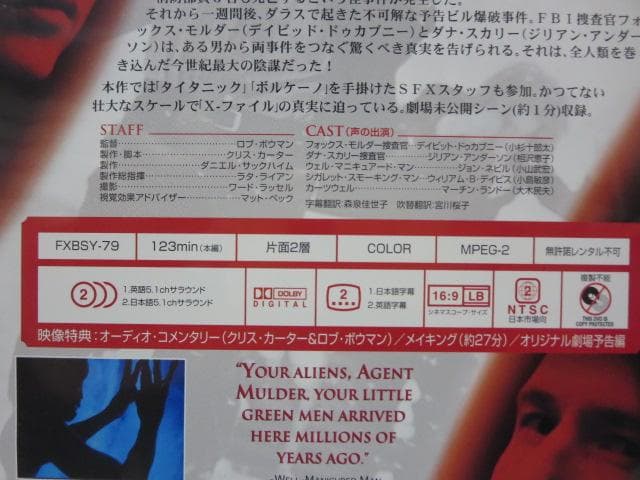 それから一週間後、ダラスで起きた不可解な予告ビル爆破事件。FBI捜査官フォ
ックス・モルダー(デイビッド・ドゥカブニー)とダナ・スカリー(ジリアン・アンダー
ソン)は、ある男から両事件をつなぐ驚くべき真実を告げられる。それは、全人類を巻
き込んだ今世紀最大の陰謀だった!
本作では「タイタニック」「ボルケーノ」を手掛けたSFXスタッフも参加。かつてない
壮大なスケールで「X-ファイル」の真実に迫っている。劇場未公開シーン(約1分)収録。
STAFF
監督 ロブ・ボウマン
製作・脚本 クリス・カーター
製作 ダニエル・サックハイム
製作総指揮 ラタ・ライアン
撮影 ワード・ラッセル
視覚効果アドバイザー マット・ベック
CAST(声の出演)
フォックス・モルダー捜査官 デイビット・ドゥカブニー(小杉十郎太)
ダナ・スカリー捜査官 ジリアン・アンダーソン(相沢恵子)
ウェル・マニキュアード・マン ジョン・ネビル(小山武宏)
シガレット・スモーキング・マン ウィリアム・B・デイビス(小島敏彦)
カーツウェル マーチン・ランドー(大木民夫)
字幕翻訳:森泉佳世子 吹替翻訳:宮川桜子
FXBSY-79 123min(本編) 片面2層 COLOR MPEG-2 無許諾レンタル不可
2 1.英語5.1chサラウンド
2.日本語5.1chサラウンド
DOLBY
DIGITAL
2 1.日本語字幕
2.英語字幕
16:9 LB
シネマスコープ・サイズ
2
NTSC
日本市場向
複製不能
THIS DVD IS
COPY PROTECTED
映像特典:オーディオ・コメンタリー(クリス・カーター&ロブ・ボウマン)/メイキング(約27分)/オリジナル劇場予告編
"YOUR ALIENS, AGENT
MULDER, YOUR LITTLE
GREEN MEN ARRIVED
HERE MILLIONS OF
YEARS AGO."
-WELL-MANICURED MAN